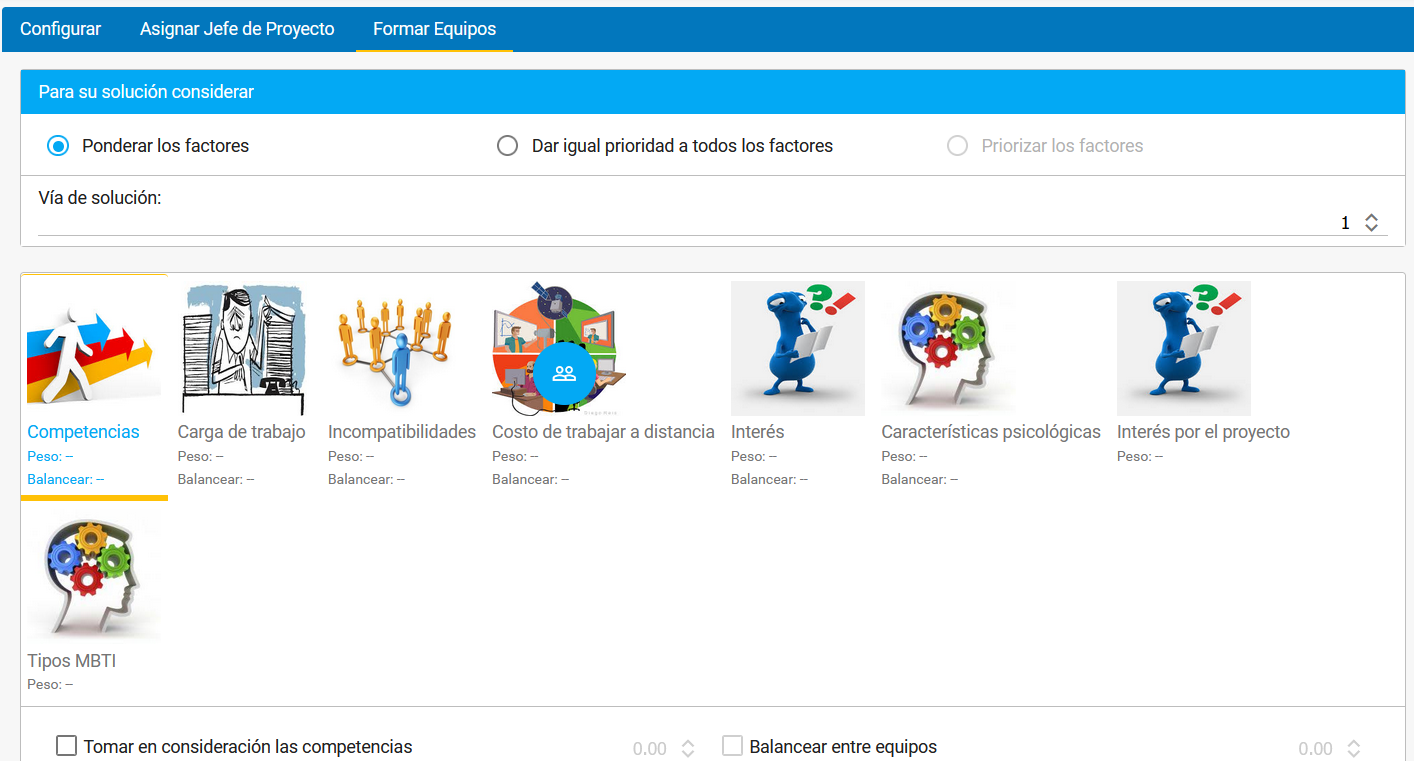 Configurar Asignar Jefe de Proyecto Formar Equipos
Para su solución considerar
Ponderar los factores Dar igual prioridad a todos los factores Priorizar los factores
Vía de solución:
1
Competencias Carga de trabajo Incompatibilidades Costo de trabajar a distancia Interés Características psicológicas Interés por el proyecto
Peso: -- Peso: -- Peso: -- Peso: -- Peso: -- Peso: -- Peso: --
Balancear: -- Balancear: -- Balancear: -- Balancear: -- Balancear: -- Balancear: --
Tipos MBTI
Peso: --
Tomar en consideración las competencias 0.00 Balancear entre equipos 0.00